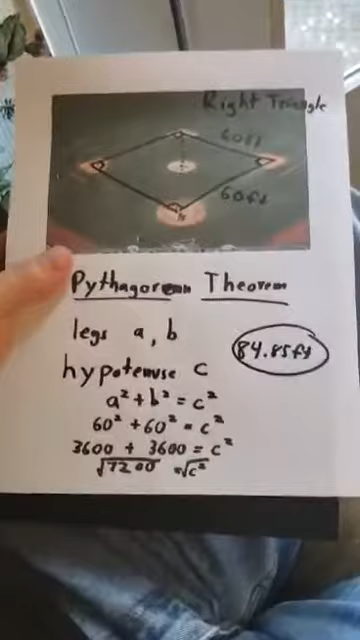 Right Triangle
60ft
60ft
Pythagorean Theorem
legs a, b
84.85ft
hypotenuse c
a² + b² = c²
60² + 60² = c²
3600 + 3600 = c²
√7200 = √c²